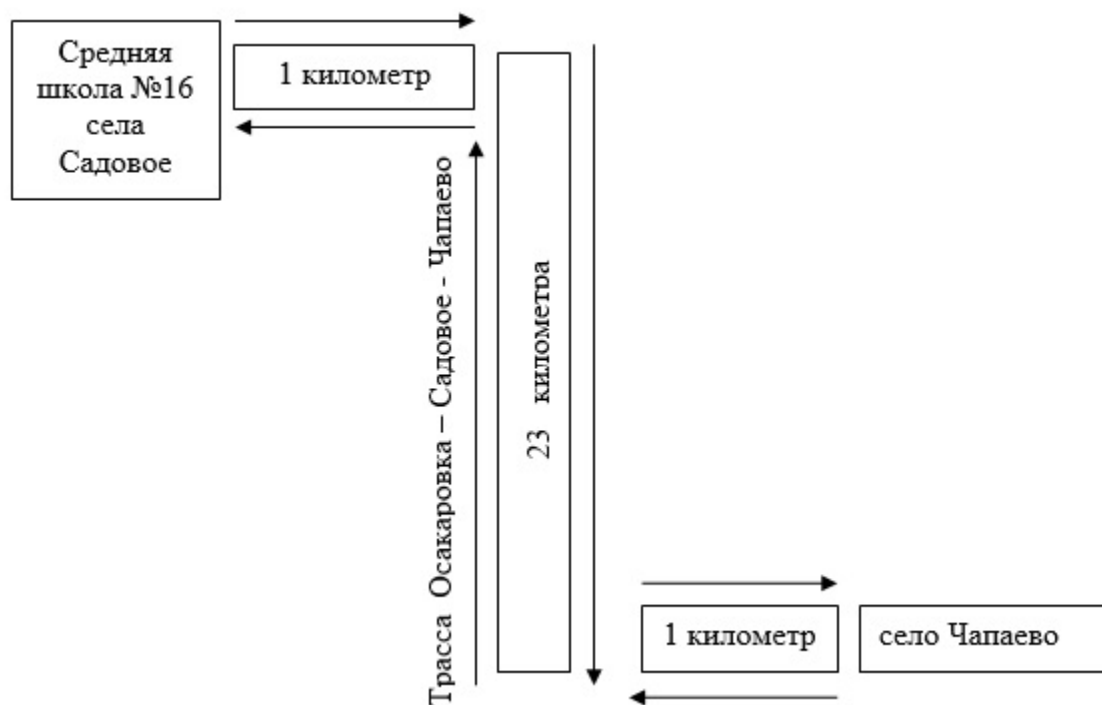 Средняя
школа №16
села
Садовое
1 километр
Трасса Осакаровка – Садовое - Чапаево
23 километра
1 километр
село Чапаево